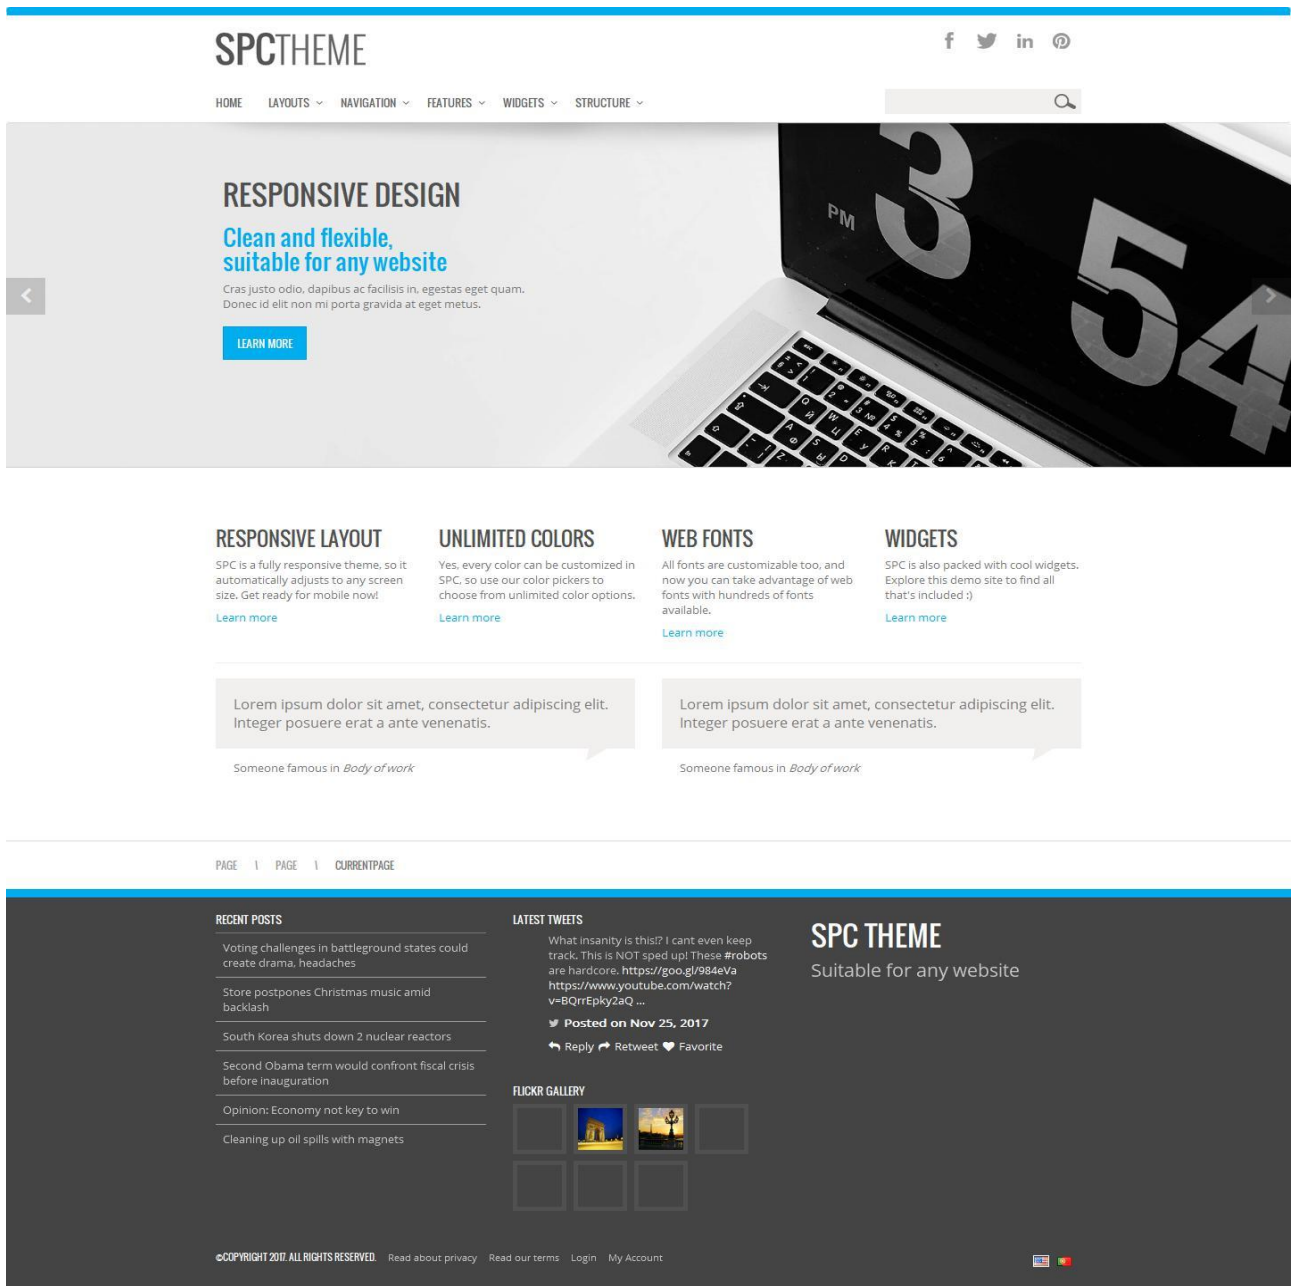 SPCTHEME
HOME LAYOUTS NAVIGATION FEATURES WIDGETS STRUCTURE
RESPONSIVE DESIGN
Clean and flexible,
suitable for any website
Cras justo odio, dapibus ac facilisis in, egestas eget quam.
Donec id elit non mi porta gravida at eget metus.
LEARN MORE
PM
3
54
RESPONSIVE LAYOUT
SPC is a fully responsive theme, so it
automatically adjusts to any screen
size. Get ready for mobile now!
Learn more
UNLIMITED COLORS
Yes, every color can be customized in
SPC, so use our color pickers to
choose from unlimited color options.
Learn more
WEB FONTS
All fonts are customizable too, and
now you can take advantage of web
fonts with hundreds of fonts
available.
Learn more
WIDGETS
SPC is also packed with cool widgets.
Explore this demo site to find all
that's included :)
Learn more
Lorem ipsum dolor sit amet, consectetur adipiscing elit.
Integer posuere erat a ante venenatis.
Someone famous in Body of work
Lorem ipsum dolor sit amet, consectetur adipiscing elit.
Integer posuere erat a ante venenatis.
Someone famous in Body of work
PAGE \ PAGE \ CURRENTPAGE
RECENT POSTS
Voting challenges in battleground states could
create drama, headaches
Store postpones Christmas music amid
backlash
South Korea shuts down 2 nuclear reactors
Second Obama term would confront fiscal crisis
before inauguration
Opinion: Economy not key to win
Cleaning up oil spills with magnets
LATEST TWEETS
What insanity is this!? I cant even keep
track. This is NOT sped up! These #robots
are hardcore. https://goo.gl/984eVa
https://www.youtube.com/watch?
v=BQrrEpky2aQ ...
Posted on Nov 25, 2017
Reply Retweet Favorite
FLICKR GALLERY
SPC THEME
Suitable for any website
©COPYRIGHT 2017. ALL RIGHTS RESERVED. Read about privacy Read our terms Login My Account